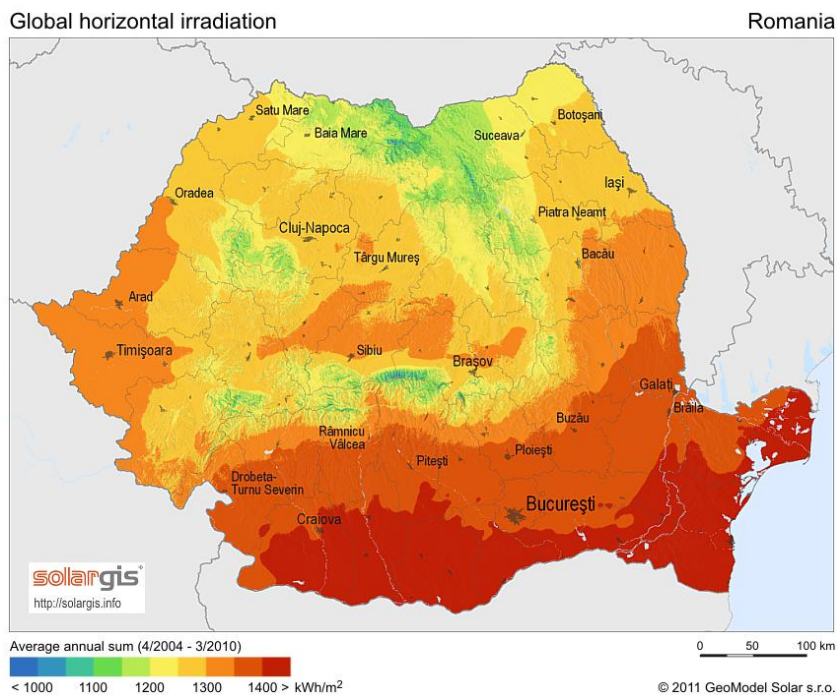 Global horizontal irradiation
Romania
Satu Mare
Baia Mare
Botoşani
Suceava
Oradea
Iaşi
Piatra Neamţ
Cluj-Napoca
Târgu Mureş
Bacău
Arad
Timişoara
Sibiu
Braşov
Galaţi
Brăila
Buzău
Râmnicu
Vâlcea
Piteşti
Ploieşti
Drobeta-
Turnu Severin
Bucureşti
Craiova
solargis
http://solargis.info
Average annual sum (4/2004 - 3/2010)
0 50 100 km
< 1000 1100 1200 1300 1400 > kWh/m²
© 2011 GeoModel Solar s.r.o.